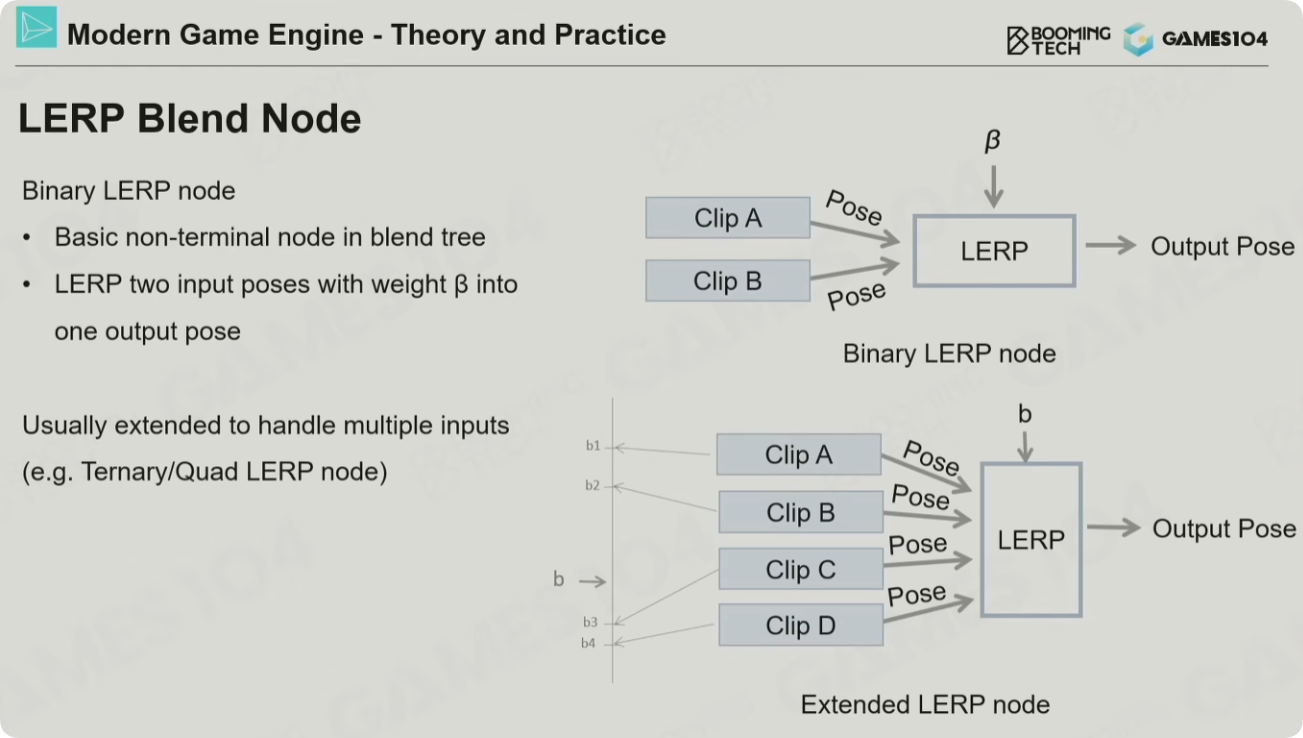 Modern Game Engine - Theory and Practice
BOOMING
TECH
GAMES104
LERP Blend Node
Binary LERP node
• Basic non-terminal node in blend tree
• LERP two input poses with weight β into
one output pose
Usually extended to handle multiple inputs
(e.g. Ternary/Quad LERP node)
β
Clip A
Pose
LERP
Output Pose
Clip B
Pose
Binary LERP node
b
b1
Clip A
Pose
b2
Clip B
Pose
LERP
Output Pose
Clip C
Pose
b
b3
Clip D
Pose
b4
Extended LERP node